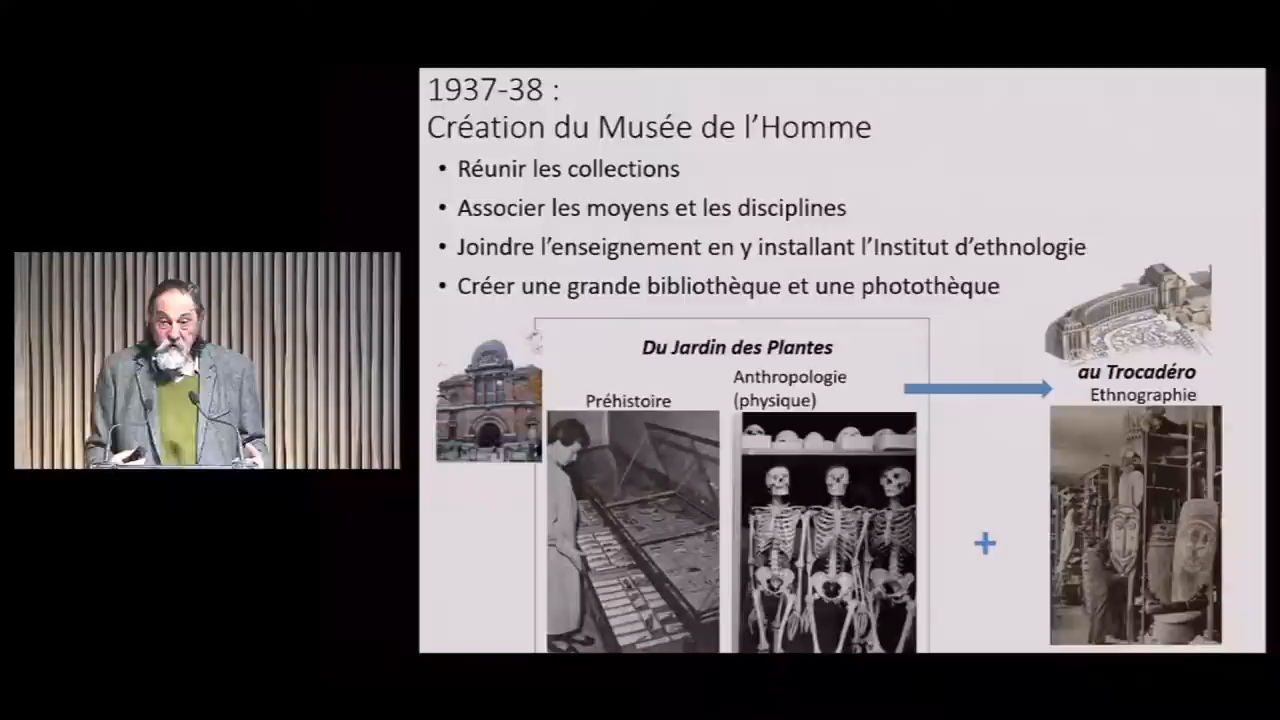 1937-38 :
Création du Musée de l’Homme
• Réunir les collections
• Associer les moyens et les disciplines
• Joindre l’enseignement en y installant l’Institut d’ethnologie
• Créer une grande bibliothèque et une photothèque
Du Jardin des Plantes
Préhistoire
Anthropologie
(physique)
au Trocadéro
Ethnographie
+